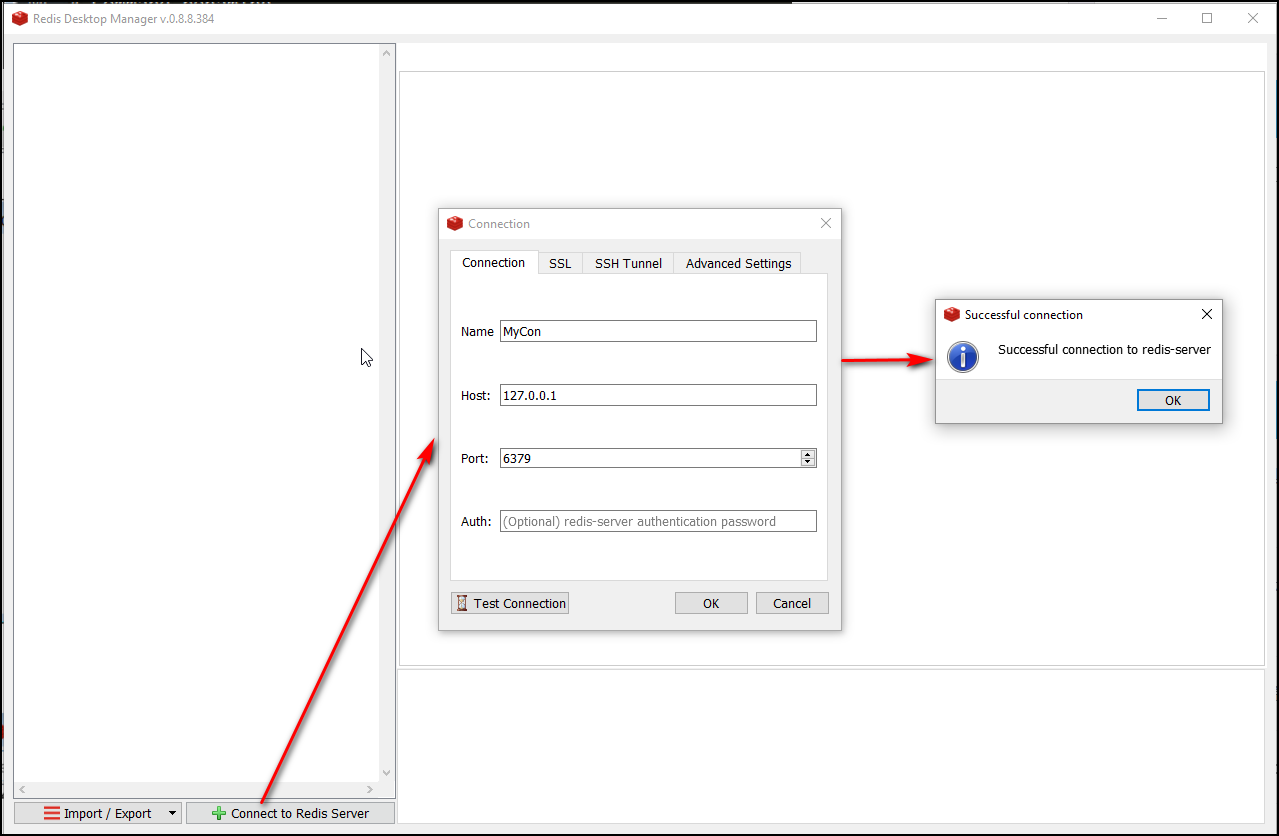 Redis Desktop Manager v.0.8.8.384
Connection
Connection SSL SSH Tunnel Advanced Settings
Name MyCon
Host: 127.0.0.1
Port: 6379
Auth: (Optional) redis-server authentication password
Test Connection OK Cancel
Successful connection
Successful connection to redis-server
OK
Import / Export Connect to Redis Server